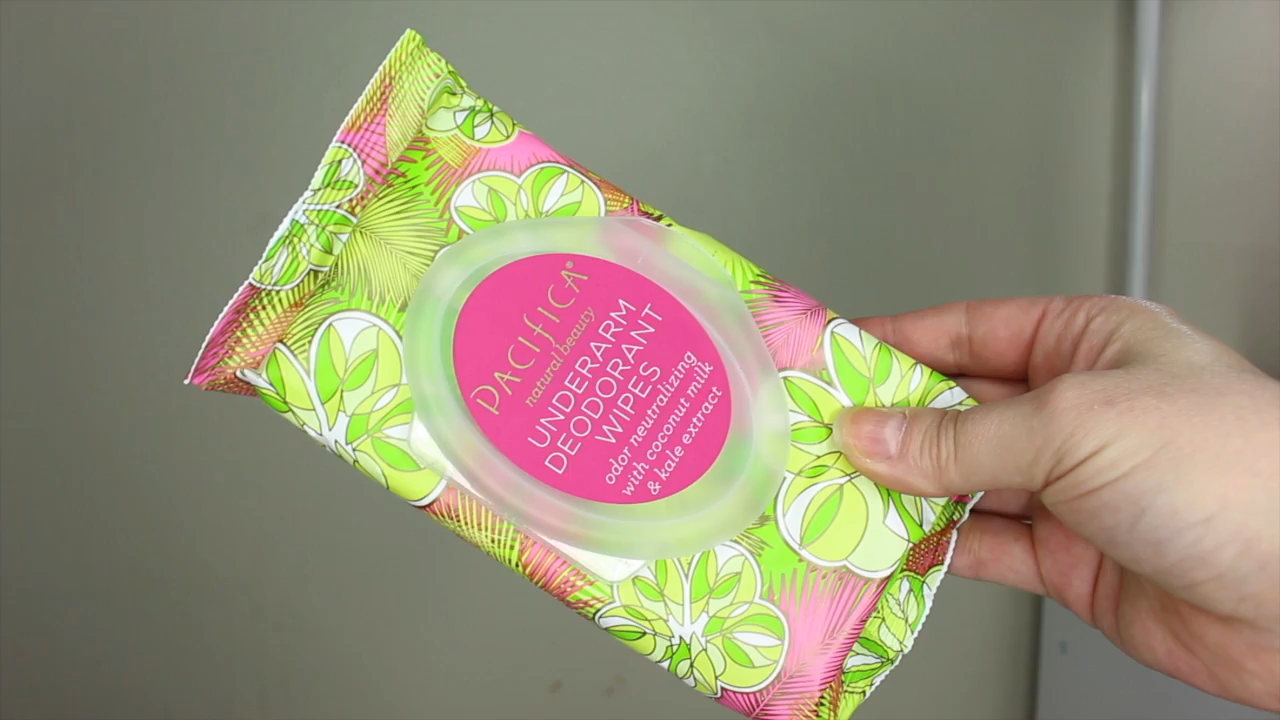 PACIFICA®
natural beauty
UNDERARM
DEODORANT
WIPES
odor neutralizing
with coconut milk
& kale extract